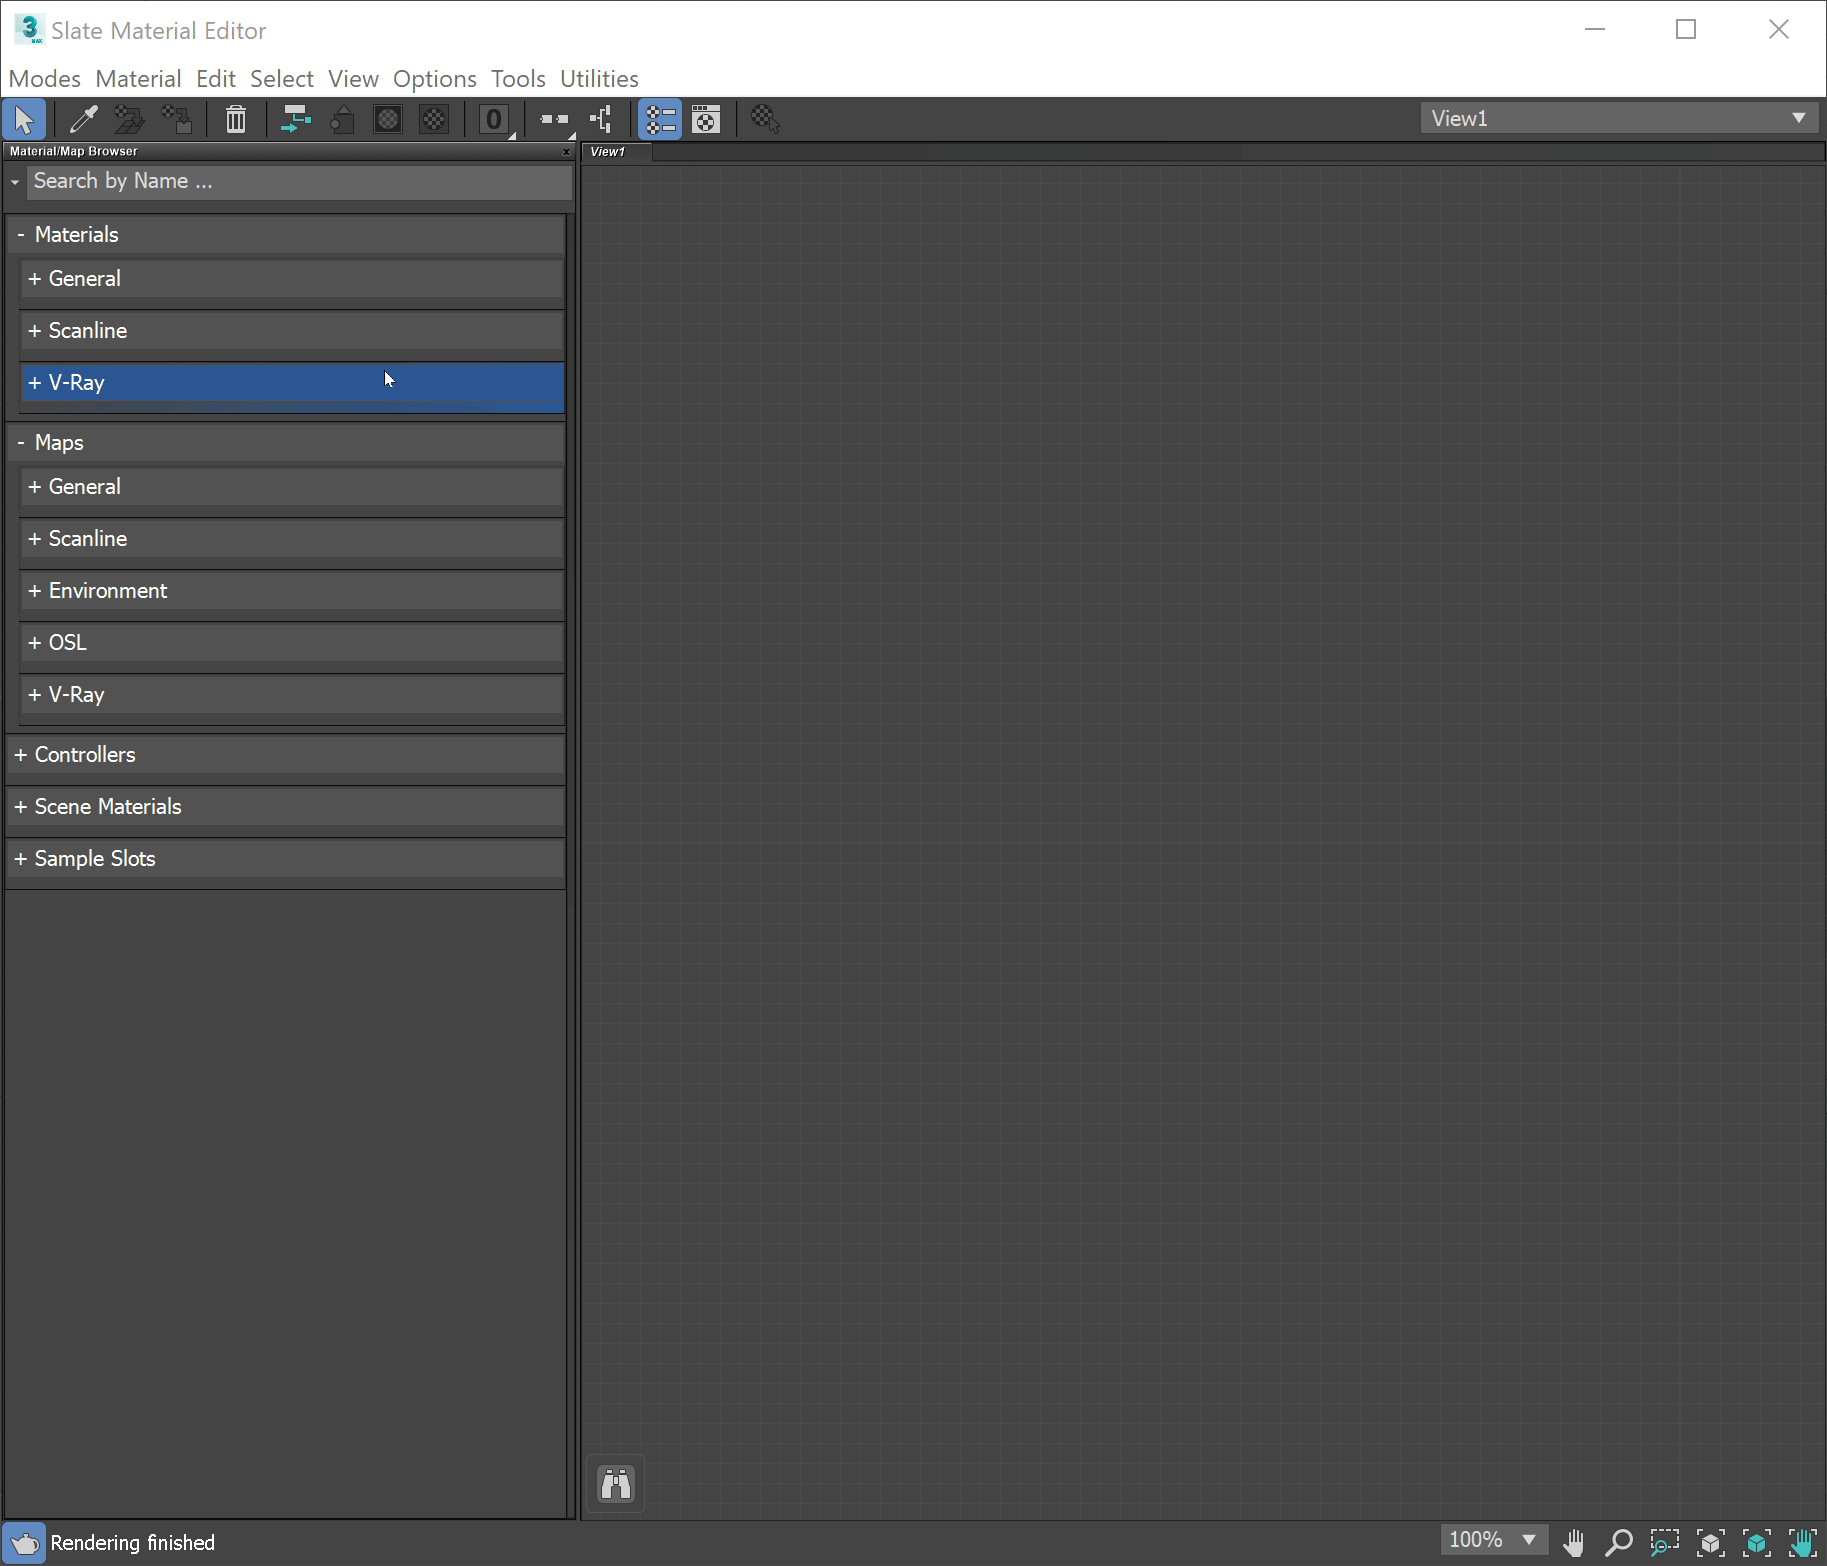 Slate Material Editor
Modes Material Edit Select View Options Tools Utilities
0
View1
Material/Map Browser
View1
Search by Name ...
- Materials
+ General
+ Scanline
+ V-Ray
- Maps
+ General
+ Scanline
+ Environment
+ OSL
+ V-Ray
+ Controllers
+ Scene Materials
+ Sample Slots
Rendering finished
100%